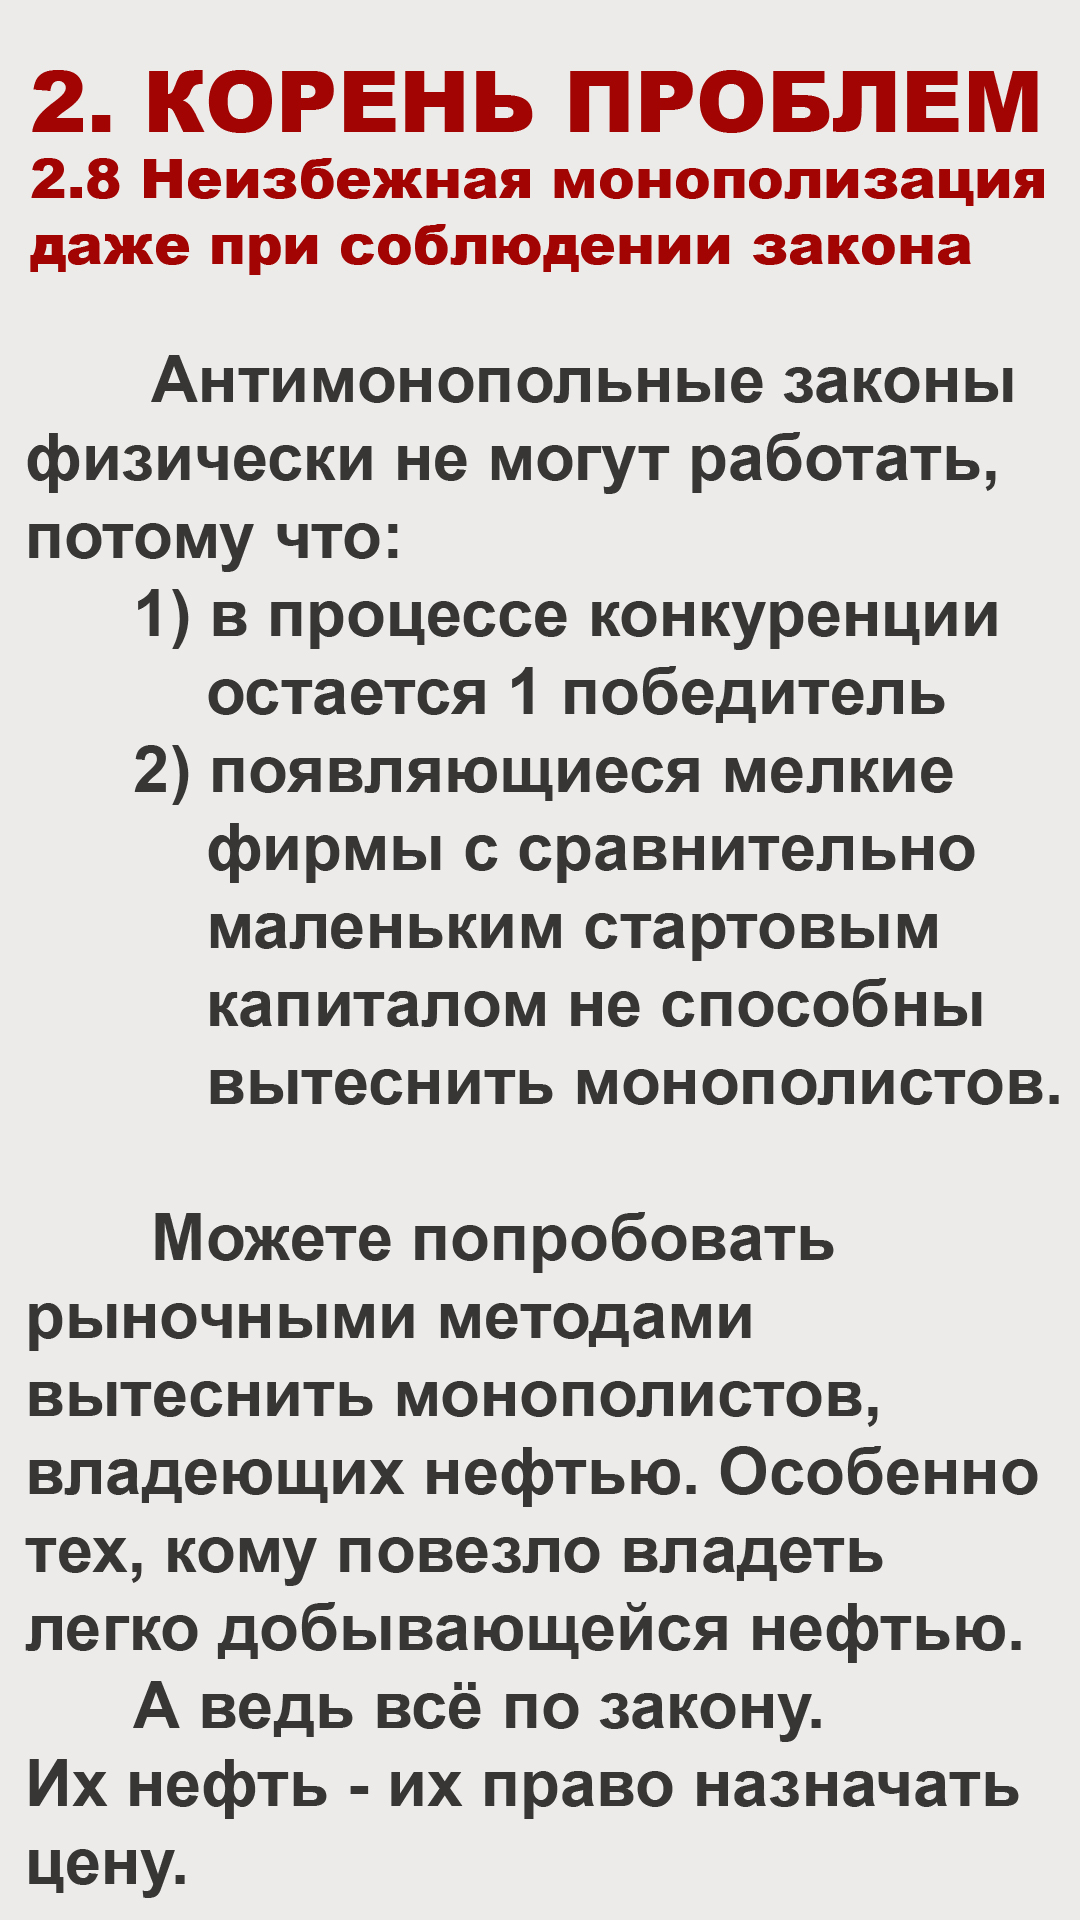 2. КОРЕНЬ ПРОБЛЕМ
2.8 Неизбежная монополизация
даже при соблюдении закона
Антимонопольные законы
физически не могут работать,
потому что:
1) в процессе конкуренции
остается 1 победитель
2) появляющиеся мелкие
фирмы с сравнительно
маленьким стартовым
капиталом не способны
вытеснить монополистов.
Можете попробовать
рыночными методами
вытеснить монополистов,
владеющих нефтью. Особенно
тех, кому повезло владеть
легко добывающейся нефтью.
А ведь всё по закону.
Их нефть - их право назначать
цену.